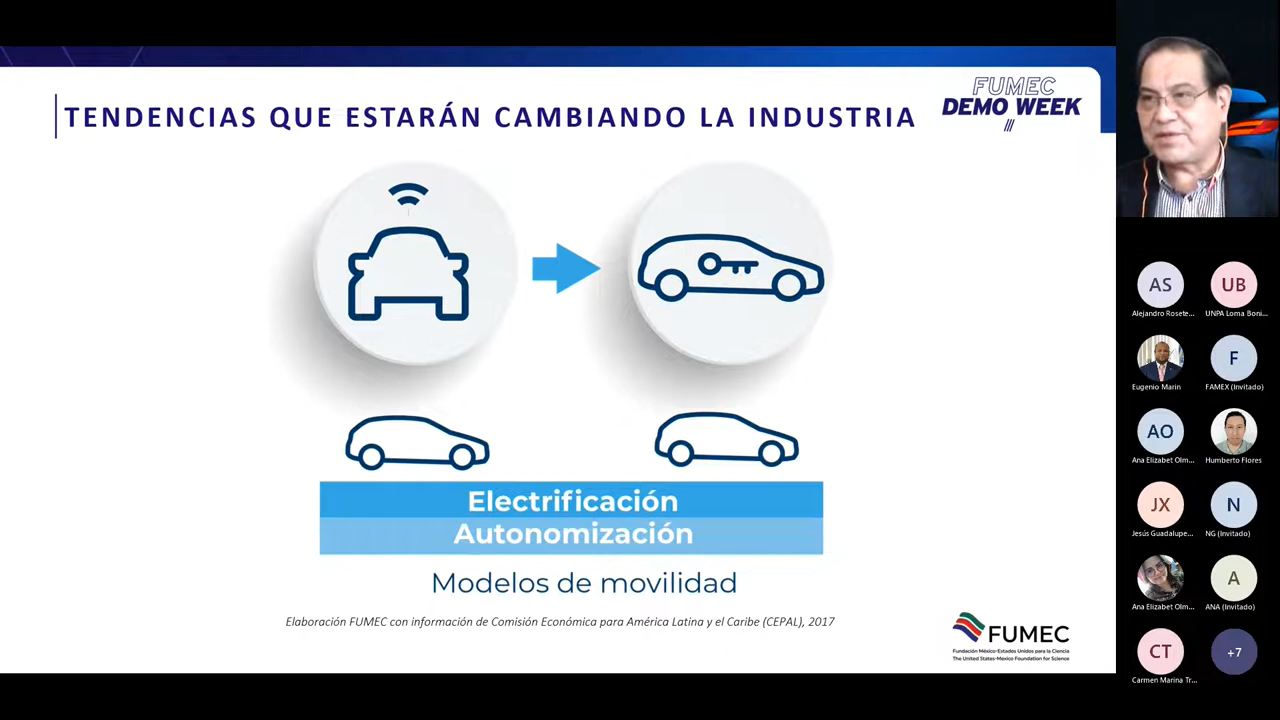 TENDENCIAS QUE ESTARÁN CAMBIANDO LA INDUSTRIA
FUMEC
DEMO WEEK
Electrificación
Autonomización
Modelos de movilidad
Elaboración FUMEC con información de Comisión Económica para América Latina y el Caribe (CEPAL), 2017
FUMEC
Fundación México-Estados Unidos para la Ciencia
The United States-Mexico Foundation for Science
AS
UB
Alejandro Rosete...
UNPA Loma Boni...
Eugenio Marin
F
FAMEX (Invitado)
AO
Ana Elizabet Olm...
Humberto Flores
JX
N
Jesús Guadalupe...
NG (Invitado)
A
Ana Elizabet Olm...
ANA (Invitado)
CT
+7
Carmen Marina Tr...